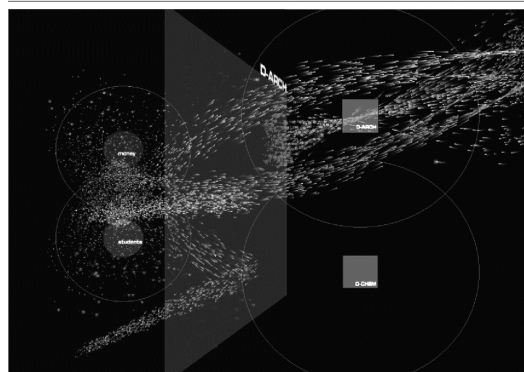 D-ARCH
money
D-ARCH
students
D-CHEM